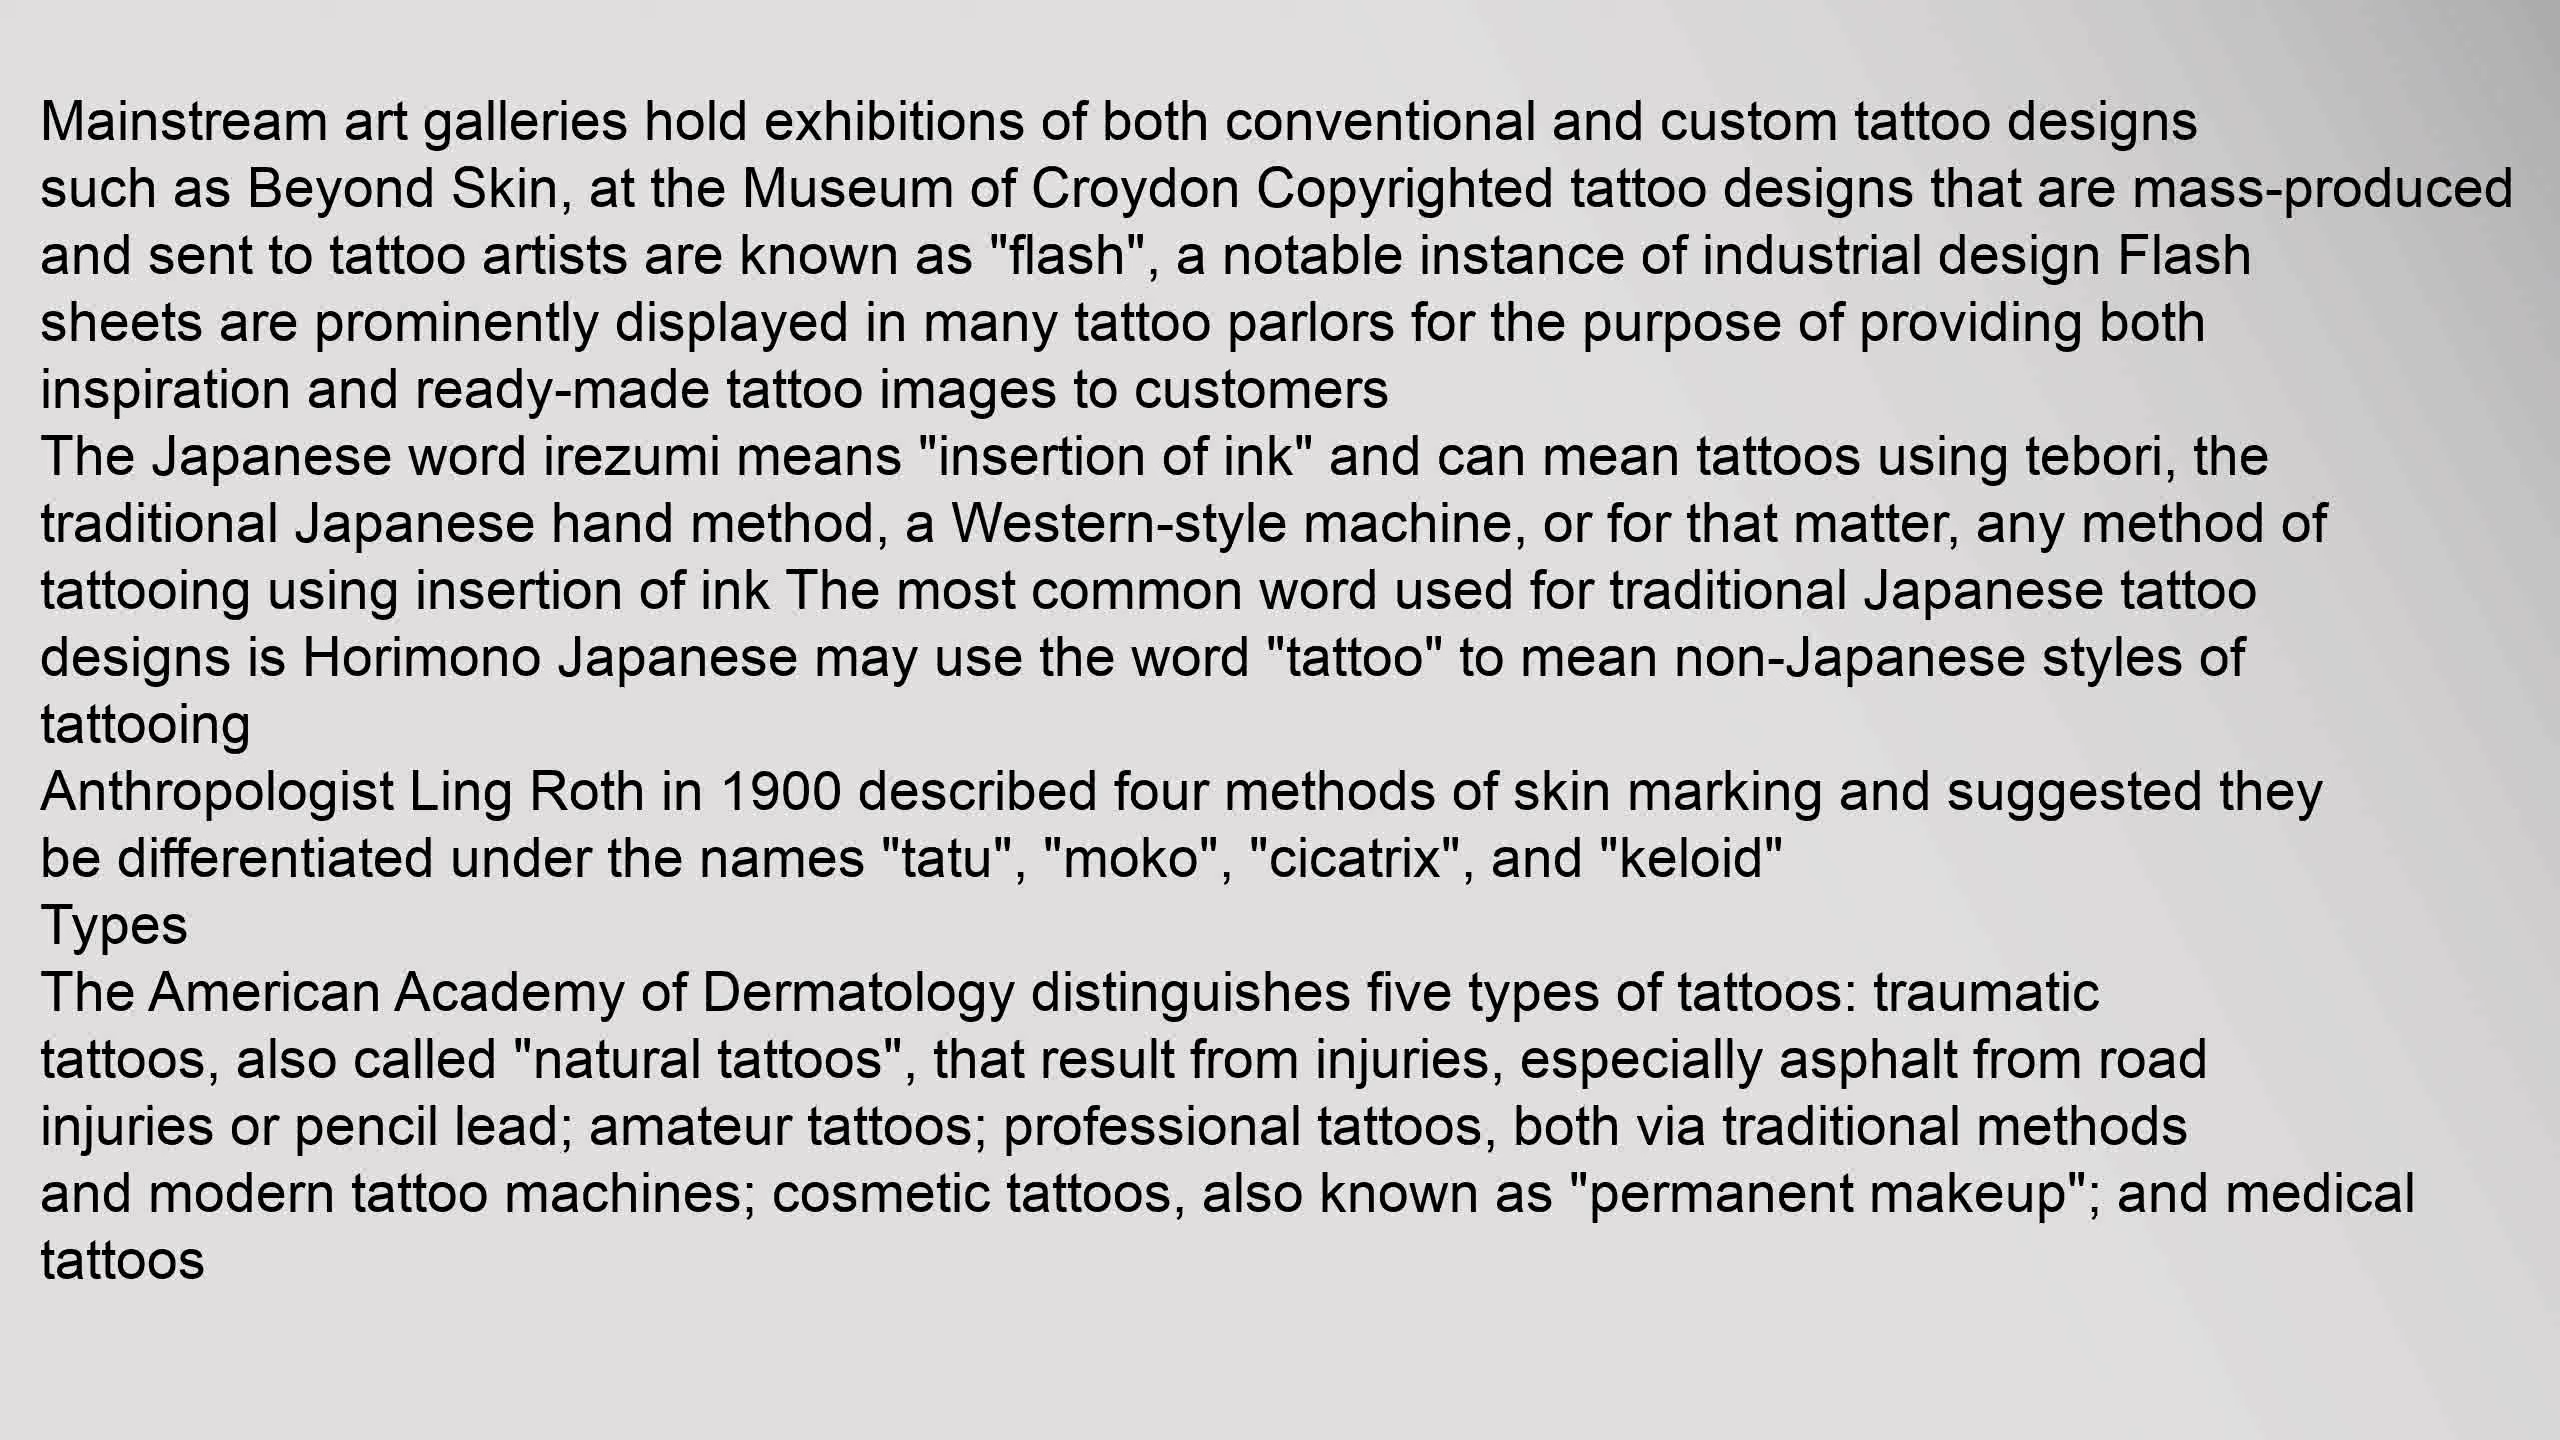 Mainstream art galleries hold exhibitions of both conventional and custom tattoo designs
such as Beyond Skin, at the Museum of Croydon Copyrighted tattoo designs that are mass-produced
and sent to tattoo artists are known as "flash", a notable instance of industrial design Flash
sheets are prominently displayed in many tattoo parlors for the purpose of providing both
inspiration and ready-made tattoo images to customers
The Japanese word irezumi means "insertion of ink" and can mean tattoos using tebori, the
traditional Japanese hand method, a Western-style machine, or for that matter, any method of
tattooing using insertion of ink The most common word used for traditional Japanese tattoo
designs is Horimono Japanese may use the word "tattoo" to mean non-Japanese styles of
tattooing
Anthropologist Ling Roth in 1900 described four methods of skin marking and suggested they
be differentiated under the names "tatu", "moko", "cicatrix", and "keloid"
Types
The American Academy of Dermatology distinguishes five types of tattoos: traumatic
tattoos, also called "natural tattoos", that result from injuries, especially asphalt from road
injuries or pencil lead; amateur tattoos; professional tattoos, both via traditional methods
and modern tattoo machines; cosmetic tattoos, also known as "permanent makeup"; and medical
tattoos